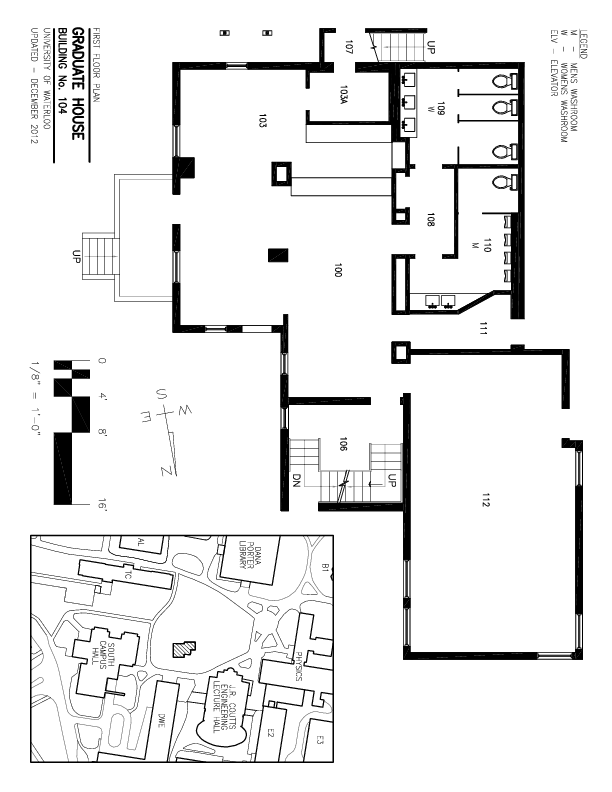 FIRST FLOOR PLAN
GRADUATE HOUSE
BUILDING No. 104
UNIVERSITY OF WATERLOO
UPDATED - DECEMBER 2012
LEGEND
M - MENS WASHROOM
W - WOMENS WASHROOM
ELV - ELEVATOR
107
UP
103A
103
109
W
108
110
M
100
111
UP
106
DN
UP
112
0
4'
8'
16'
1/8" = 1'-0"
S
W
E
N
AL
TC
DANA
PORTER
LIBRARY
B1
PHYSICS
SOUTH
CAMPUS
HALL
DWE
J.R. COUTTS
ENGINEERING
LECTURE HALL
E2
E3